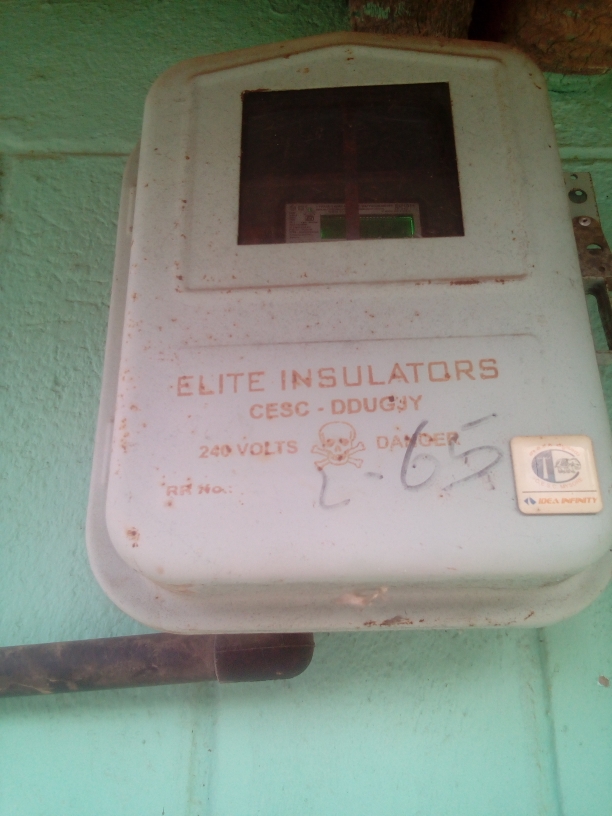 ELITE INSULATORS
CESC - DDUGJY
240 VOLTS DANGER
RR No.:
L-65
IDEA INFINITY